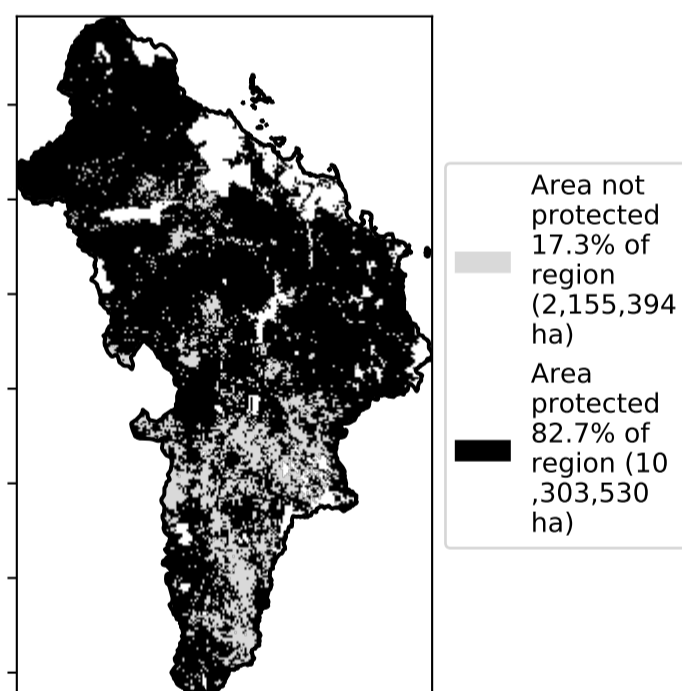 Area not
protected
17.3% of
region
(2,155,394
ha)
Area
protected
82.7% of
region (10
,303,530
ha)